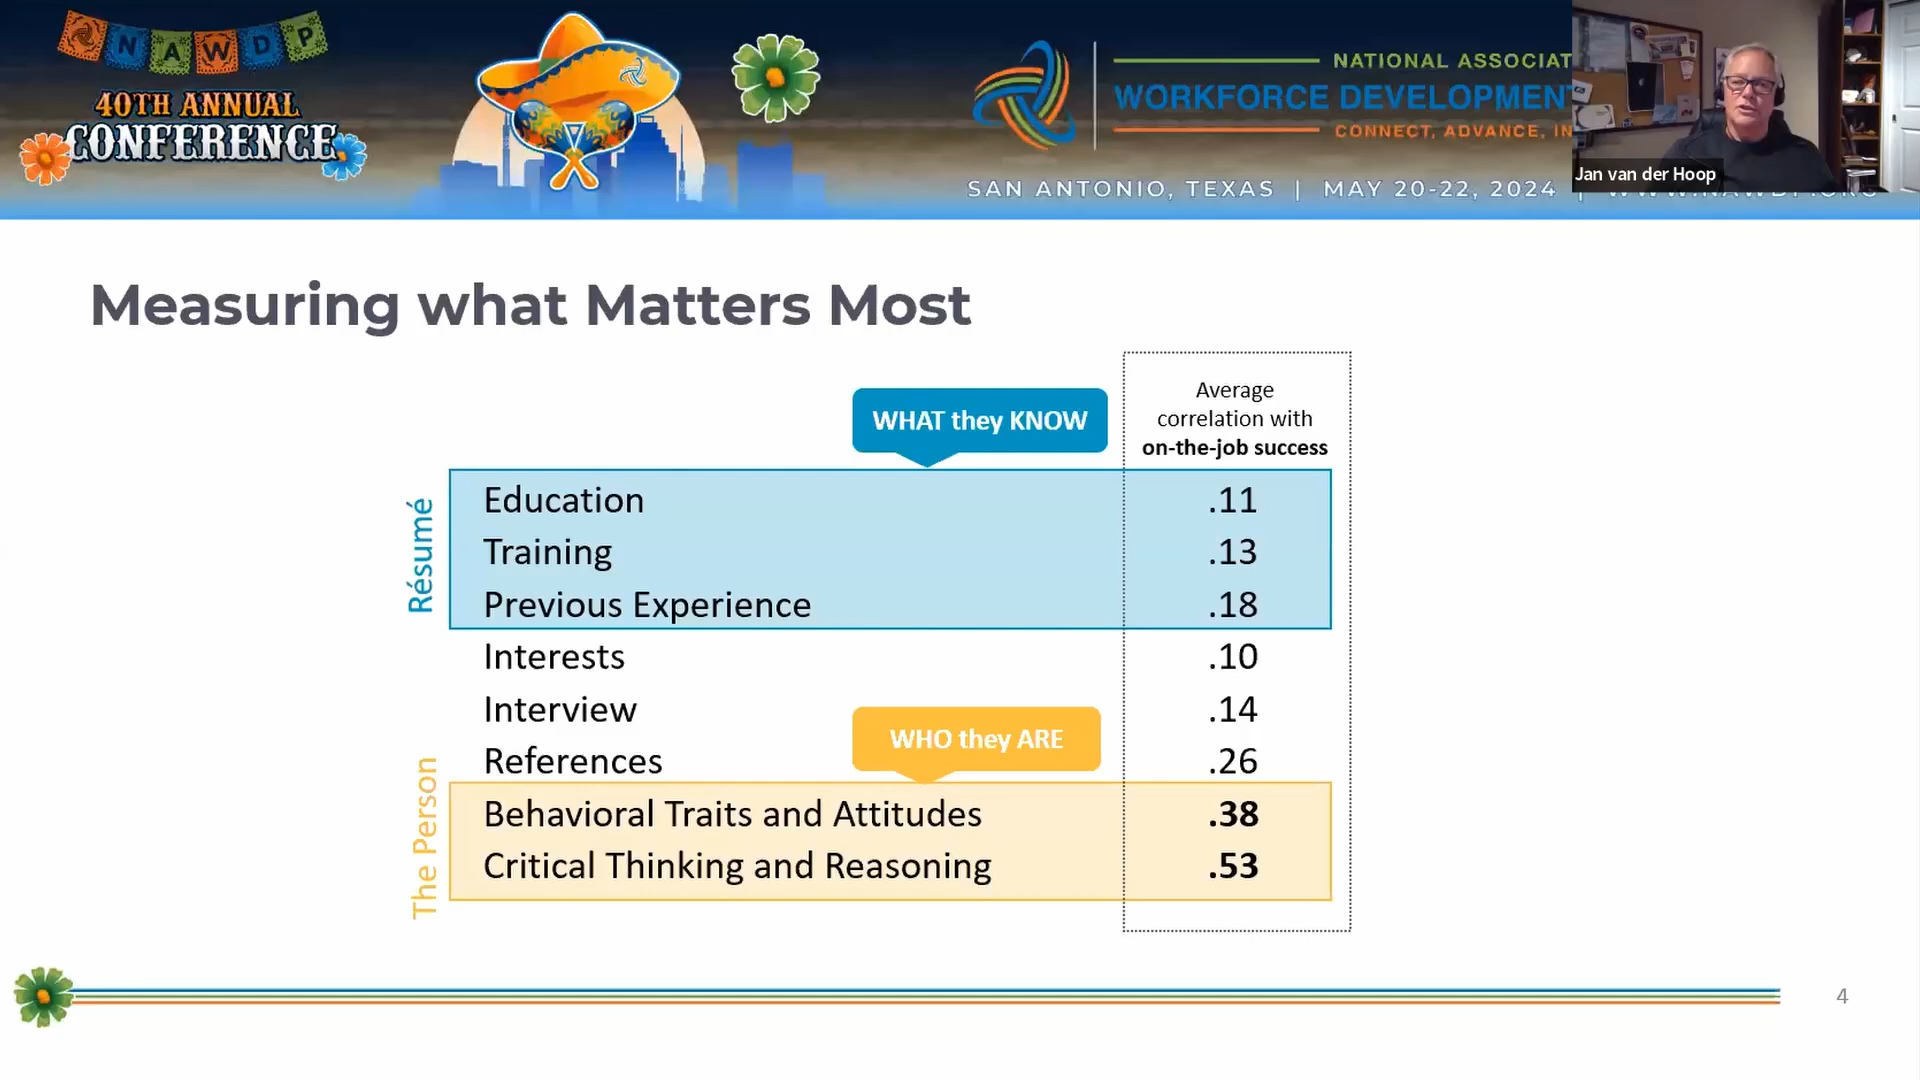 NAWDP
40TH ANNUAL
CONFERENCE
NATIONAL ASSOCIAT
WORKFORCE DEVELOPMENT
CONNECT, ADVANCE, IN
SAN ANTONIO, TEXAS | MAY 20-22, 2024 |
Jan van der Hoop
Measuring what Matters Most
WHAT they KNOW
Average
correlation with
on-the-job success
Résumé
Education .11
Training .13
Previous Experience .18
Interests .10
Interview .14
WHO they ARE
References .26
The Person
Behavioral Traits and Attitudes .38
Critical Thinking and Reasoning .53
4